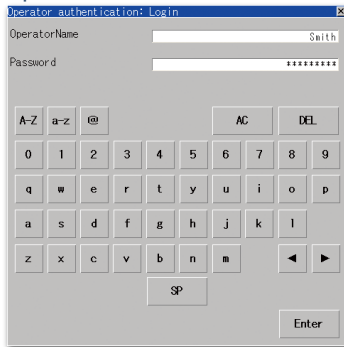 Operator authentication: Login
OperatorName Smith
Password *********
A-Z a-z @ AC DEL
0 1 2 3 4 5 6 7 8 9
q w e r t y u i o p
a s d f g h j k l
z x c v b n m ◀ ▶
SP
Enter